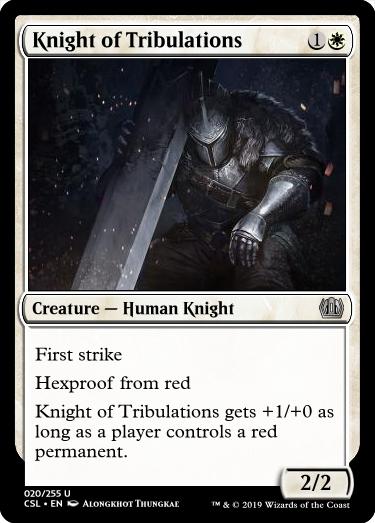 Knight of Tribulations 1
Creature — Human Knight
First strike
Hexproof from red
Knight of Tribulations gets +1/+0 as
long as a player controls a red
permanent.
2/2
020/255 U
CSL • EN Alongkhot Thungkae ™ & © 2019 Wizards of the Coast